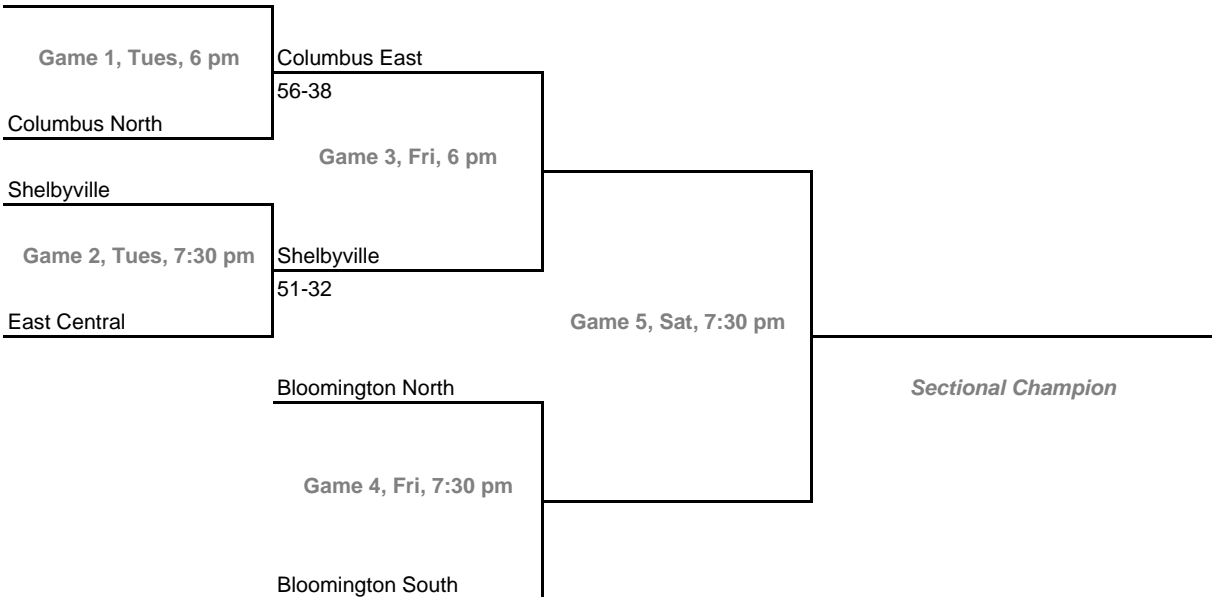 Game 1, Tues, 6 pm
Columbus East
56-38
Columbus North
Game 3, Fri, 6 pm
Shelbyville
Game 2, Tues, 7:30 pm
Shelbyville
51-32
East Central
Game 5, Sat, 7:30 pm
Bloomington North
Sectional Champion
Game 4, Fri, 7:30 pm
Bloomington South